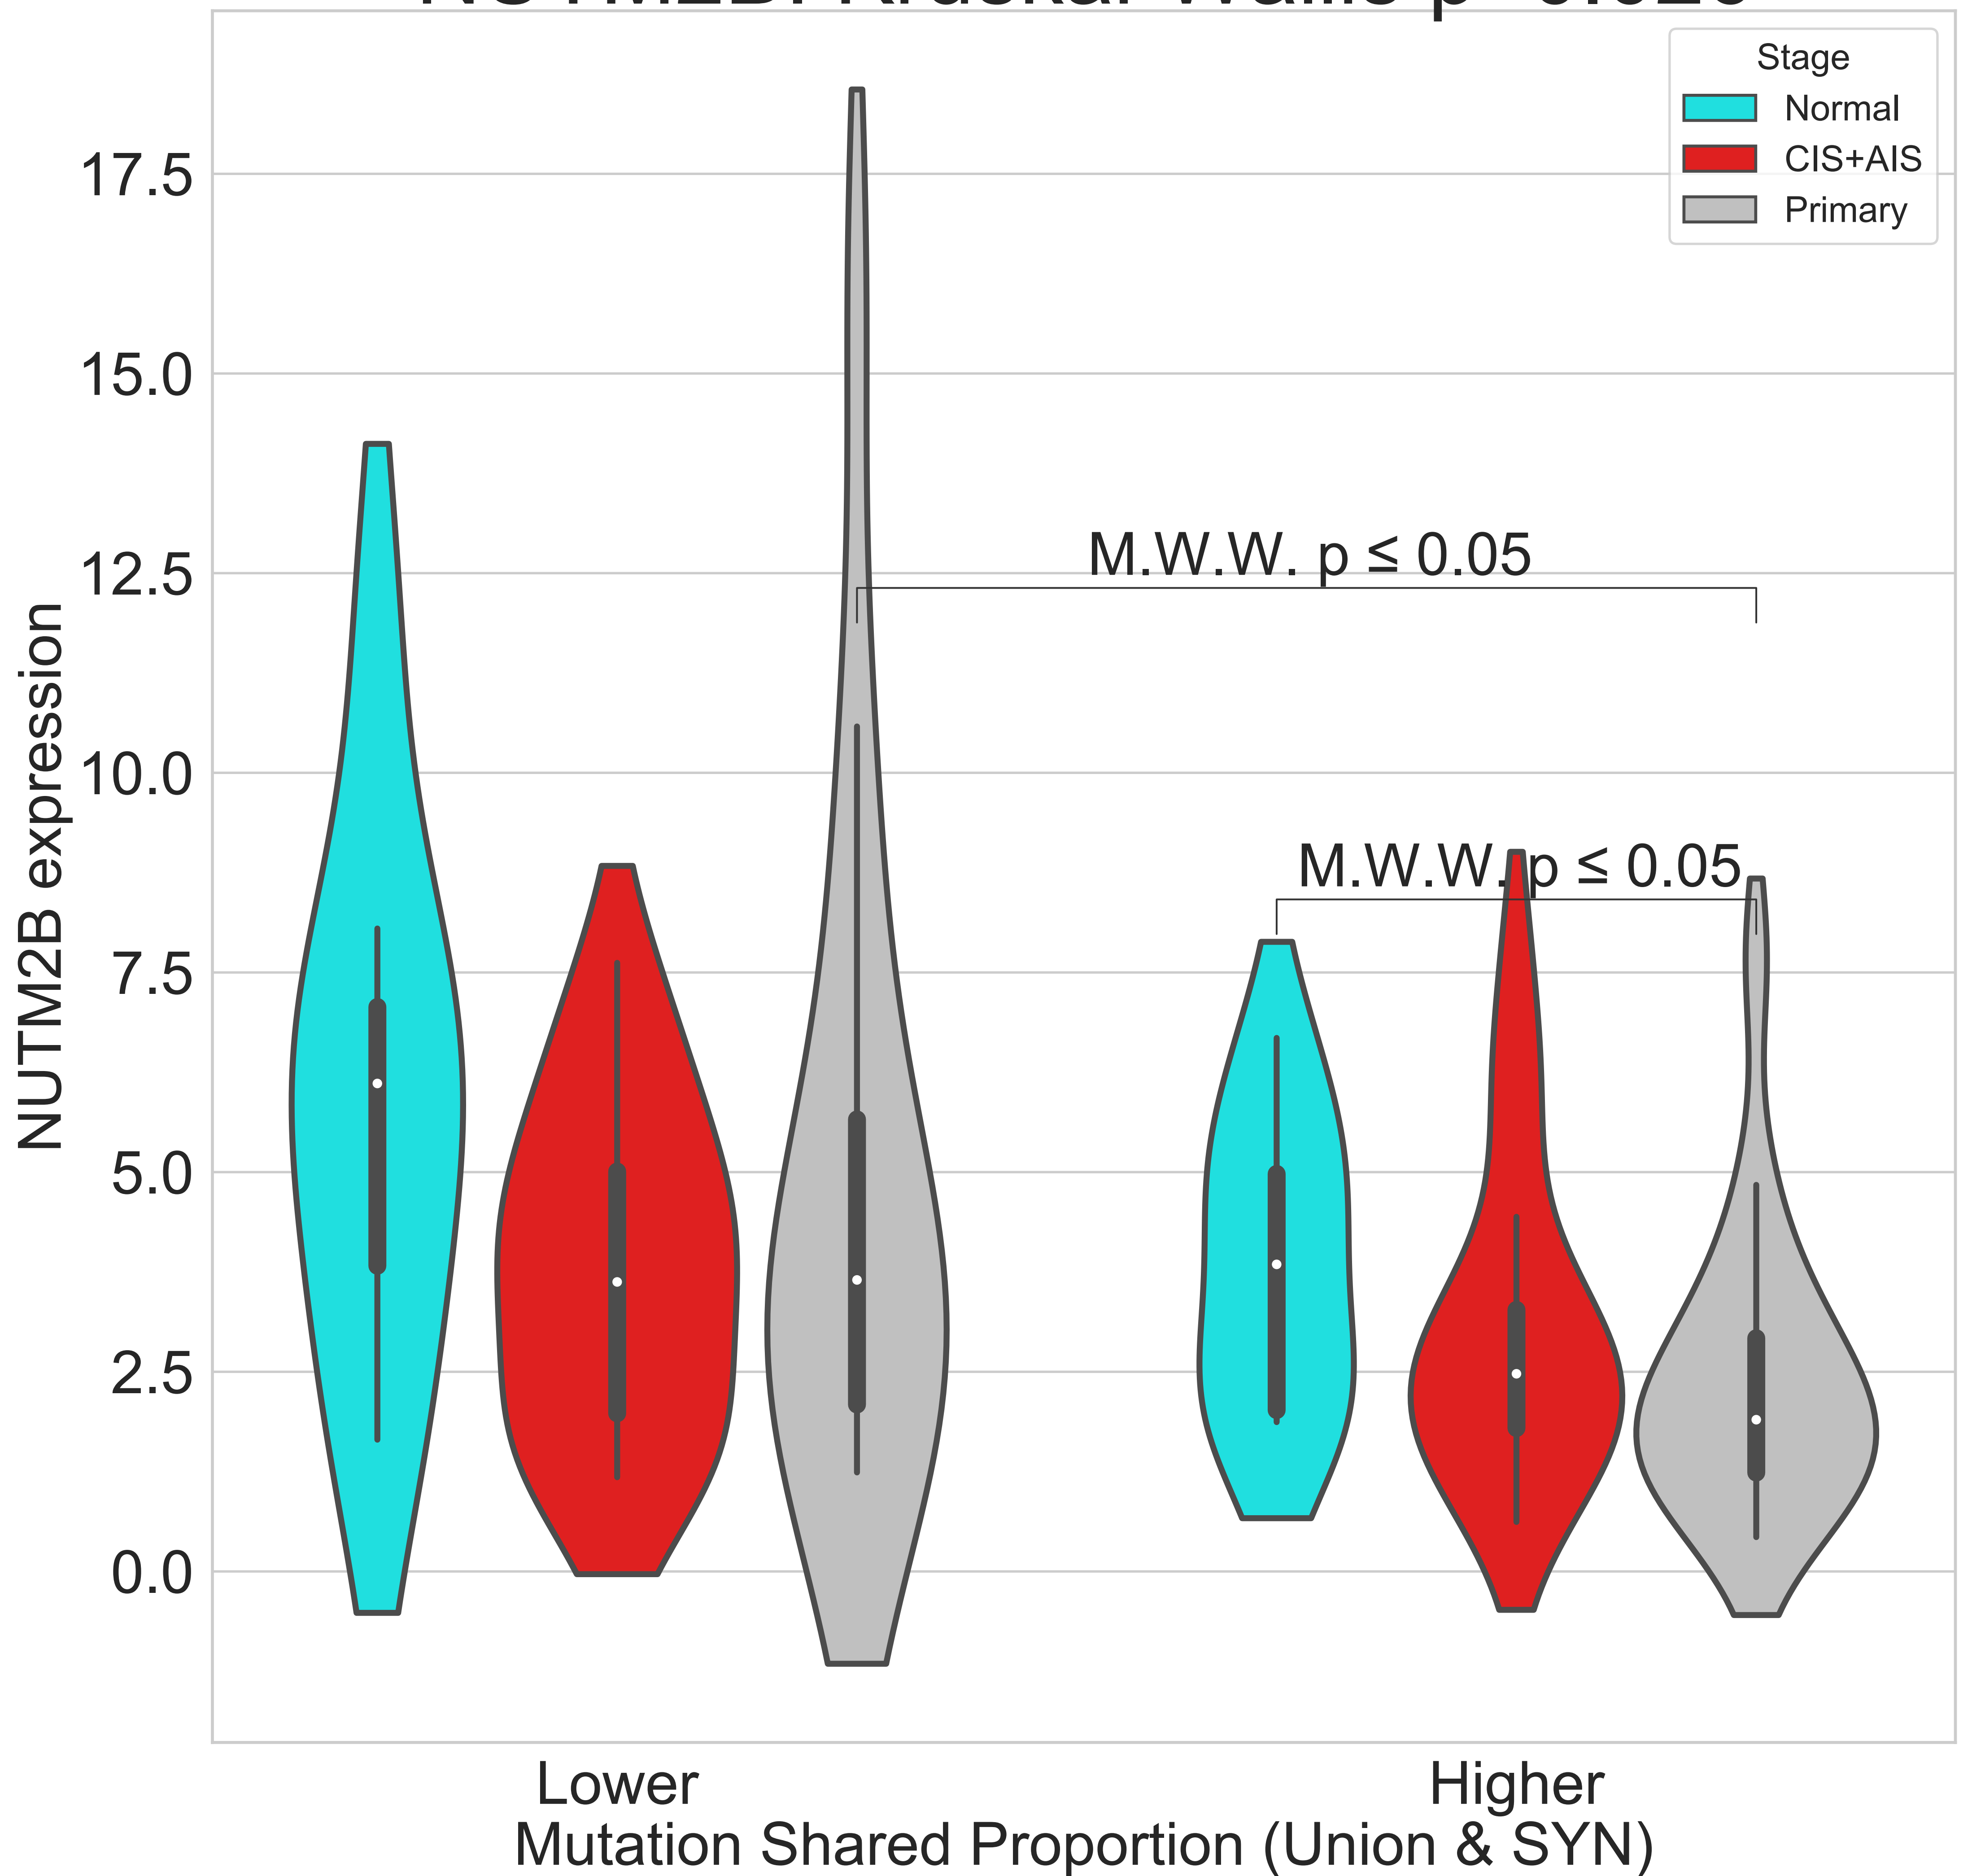 Stage
Normal
CIS+AIS
Primary
17.5
15.0
12.5
10.0
7.5
5.0
2.5
0.0
NUTM2B expression
M.W.W. p ≤ 0.05
M.W.W. p ≤ 0.05
Lower
Higher
Mutation Shared Proportion (Union & SYN)